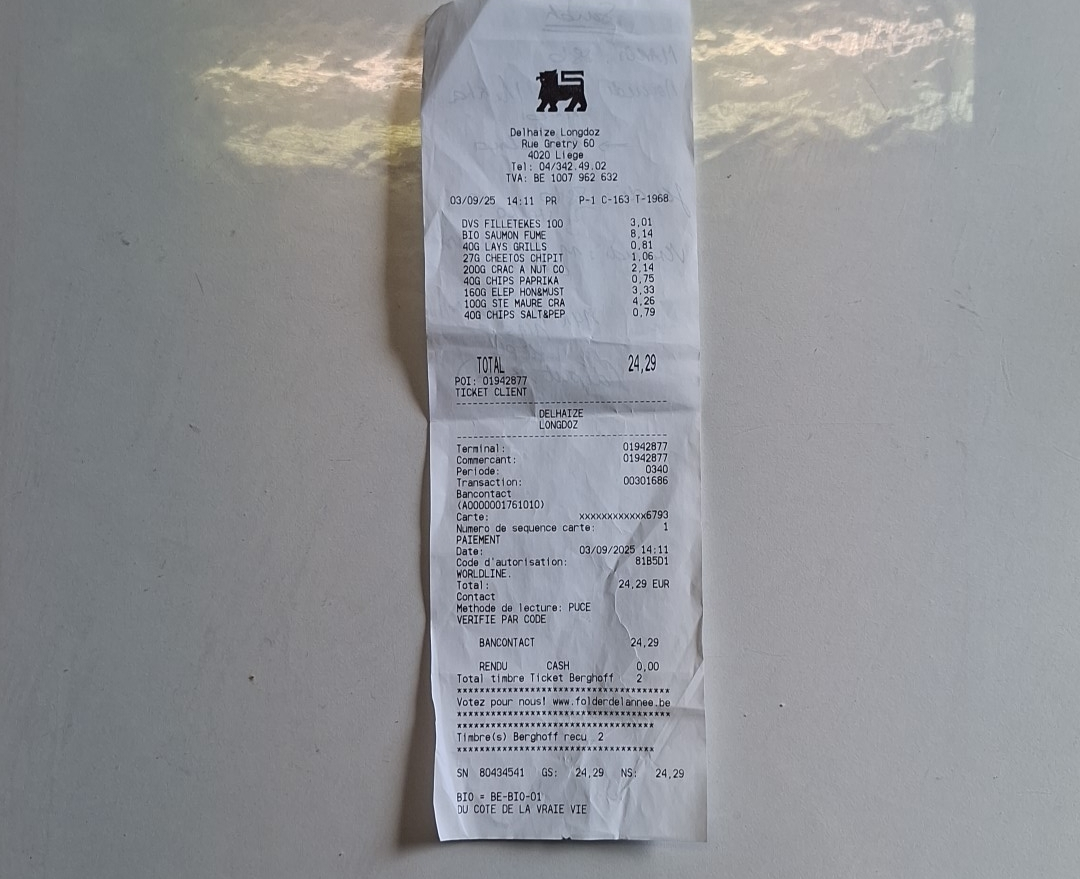 Delhaize Longdoz
Rue Gretry 60
4020 Liege
Tel: 04/342.49.02
TVA: BE 1007 962 632
03/09/25 14:11 PR P-1 C-163 T-1968
DVS FILLETEKES 100 3,01
BIO SAUMON FUME 8,14
40G LAYS GRILLS 0,81
27G CHEETOS CHIPIT 1,06
200G CRAC A NUT CO 2,14
40G CHIPS PAPRIKA 0,75
160G ELEP HON&MUST 3,33
100G STE MAURE CRA 4,26
40G CHIPS SALT&PEP 0,79
TOTAL 24,29
POI: 01942877
TICKET CLIENT
------------------------------------
DELHAIZE
LONGDOZ
------------------------------------
Terminal: 01942877
Commercant: 01942877
Periode: 0340
Transaction: 00301686
Bancontact
(A0000001761010)
Carte: xxxxxxxxxxxx6793
Numero de sequence carte: 1
PAIEMENT
Date: 03/09/2025 14:11
Code d'autorisation: 81B5D1
WORLDLINE.
Total: 24,29 EUR
Contact
Methode de lecture: PUCE
VERIFIE PAR CODE
BANCONTACT 24,29
RENDU CASH 0,00
Total timbre Ticket Berghoff 2
**************************************
Votez pour nous! www.folderdelannee.be
**************************************
***********************************
Timbre(s) Berghoff recu 2
***********************************
SN 80434541 GS: 24,29 NS: 24,29
BIO = BE-BIO-01
DU COTE DE LA VRAIE VIE